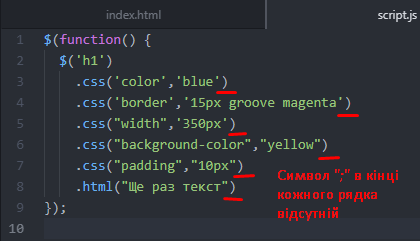 index.html script.js
1 $(function() {
2 $('h1')
3 .css('color','blue')
4 .css('border','15px groove magenta')
5 .css("width",'350px')
6 .css("background-color","yellow")
7 .css("padding","10px")
8 .html("Ще раз текст")
9 });
10
Символ ";" в кінці
кожного рядка
відсутній